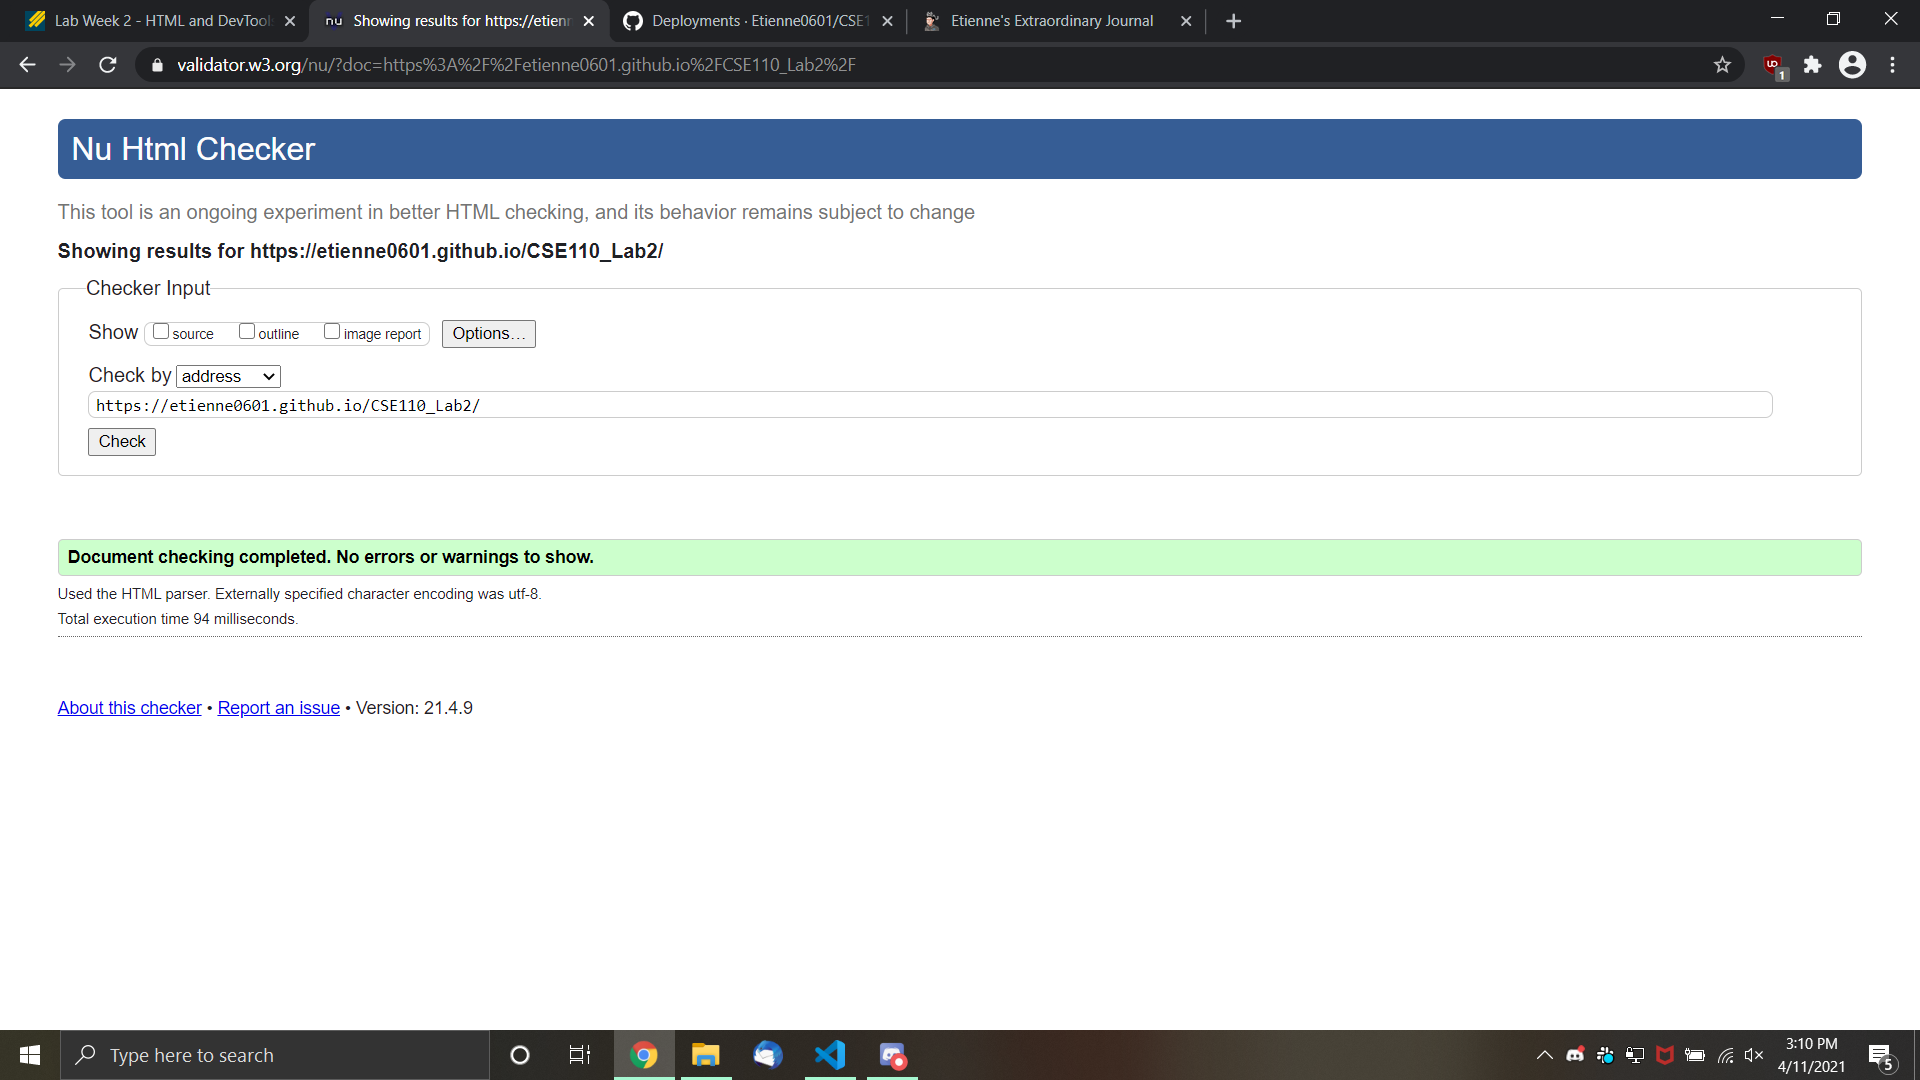 Lab Week 2 - HTML and DevTools
nu Showing results for https://etienn
Deployments · Etienne0601/CSE1
Etienne's Extraordinary Journal
validator.w3.org/nu/?doc=https%3A%2F%2Fetienne0601.github.io%2FCSE110_Lab2%2F
1
Nu Html Checker
This tool is an ongoing experiment in better HTML checking, and its behavior remains subject to change
Showing results for https://etienne0601.github.io/CSE110_Lab2/
Checker Input
Show source outline image report Options...
Check by address
https://etienne0601.github.io/CSE110_Lab2/
Check
Document checking completed. No errors or warnings to show.
Used the HTML parser. Externally specified character encoding was utf-8.
Total execution time 94 milliseconds.
About this checker • Report an issue • Version: 21.4.9
Type here to search
3:10 PM
4/11/2021
5